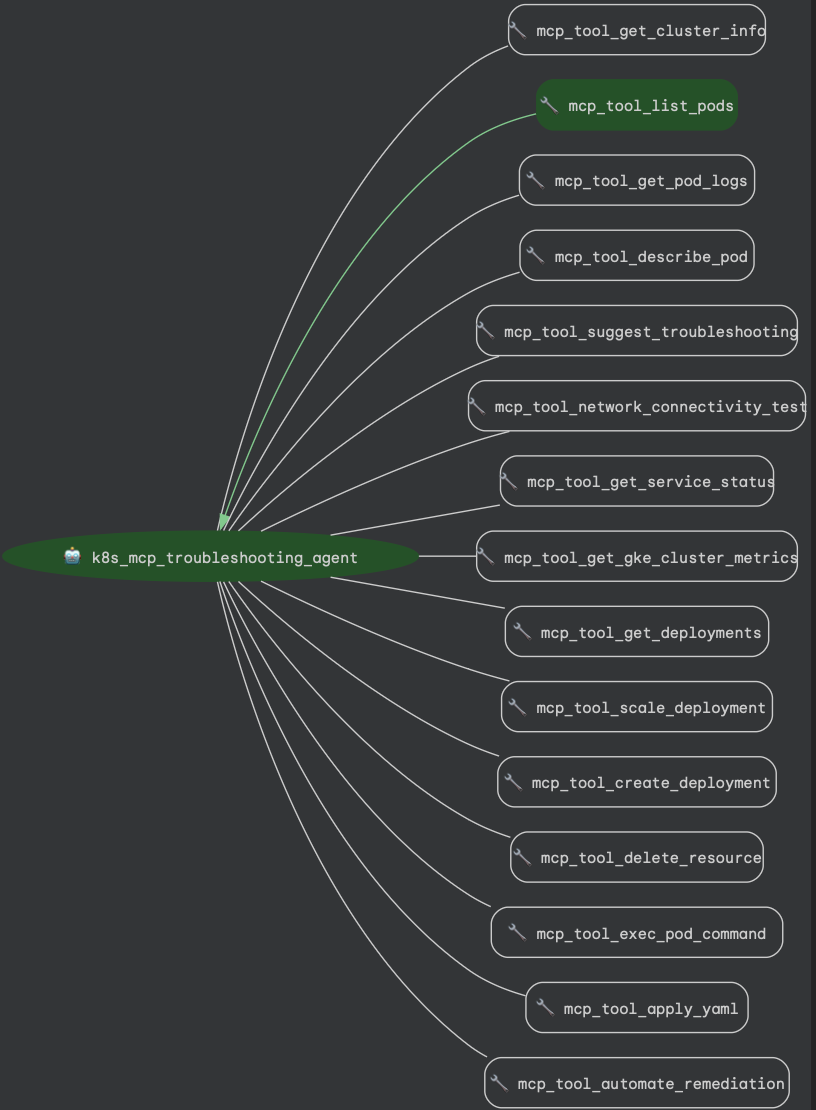 mcp_tool_get_cluster_info
mcp_tool_list_pods
mcp_tool_get_pod_logs
mcp_tool_describe_pod
mcp_tool_suggest_troubleshooting
mcp_tool_network_connectivity_test
mcp_tool_get_service_status
k8s_mcp_troubleshooting_agent
mcp_tool_get_gke_cluster_metrics
mcp_tool_get_deployments
mcp_tool_scale_deployment
mcp_tool_create_deployment
mcp_tool_delete_resource
mcp_tool_exec_pod_command
mcp_tool_apply_yaml
mcp_tool_automate_remediation